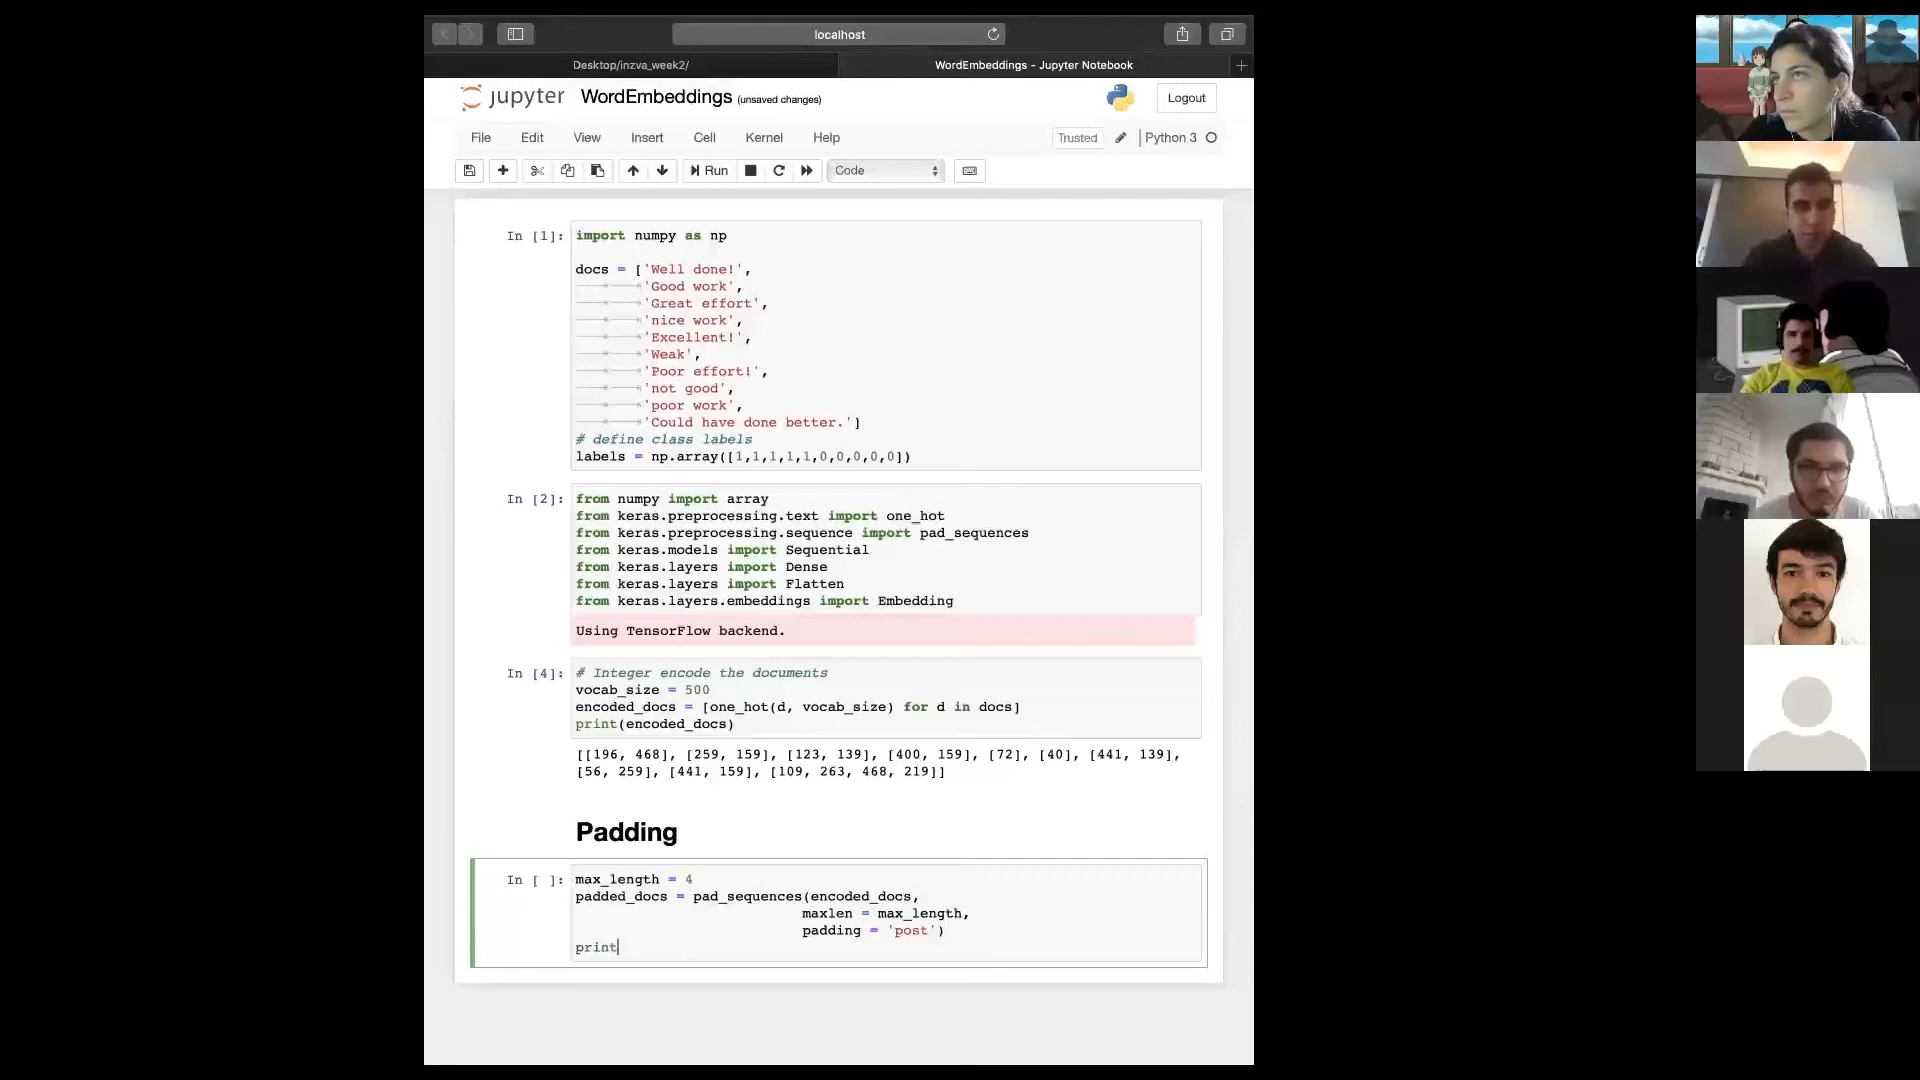 localhost
Desktop/inzva_week2/
WordEmbeddings - Jupyter Notebook
jupyter WordEmbeddings (unsaved changes)
Logout
File Edit View Insert Cell Kernel Help
Trusted
Python 3
Run
Code
In [1]:
import numpy as np
docs = ['Well done!',
'Good work',
'Great effort',
'nice work',
'Excellent!',
'Weak',
'Poor effort!',
'not good',
'poor work',
'Could have done better.']
# define class labels
labels = np.array([1,1,1,1,1,0,0,0,0,0])
In [2]:
from numpy import array
from keras.preprocessing.text import one_hot
from keras.preprocessing.sequence import pad_sequences
from keras.models import Sequential
from keras.layers import Dense
from keras.layers import Flatten
from keras.layers.embeddings import Embedding
Using TensorFlow backend.
In [4]:
# Integer encode the documents
vocab_size = 500
encoded_docs = [one_hot(d, vocab_size) for d in docs]
print(encoded_docs)
[[196, 468], [259, 159], [123, 139], [400, 159], [72], [40], [441, 139],
[56, 259], [441, 159], [109, 263, 468, 219]]
Padding
In [ ]:
max_length = 4
padded_docs = pad_sequences(encoded_docs,
maxlen = max_length,
padding = 'post')
print